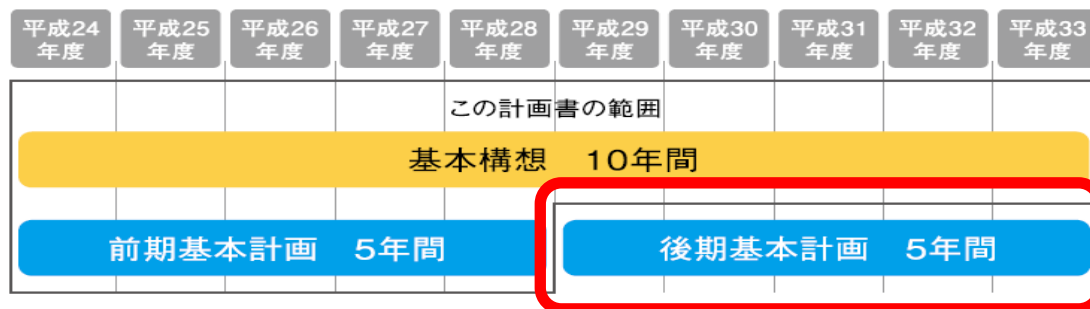 平成24 平成25 平成26 平成27 平成28 平成29 平成30 平成31 平成32 平成33
年度 年度 年度 年度 年度 年度 年度 年度 年度 年度
この計画書の範囲
基本構想　10年間
前期基本計画　5年間 後期基本計画　5年間